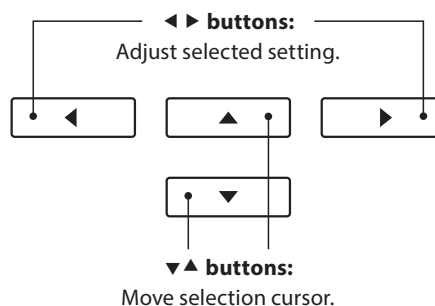 ◀ ▶ buttons:
Adjust selected setting.
◀ ▲ ▶
▼
▼▲ buttons:
Move selection cursor.